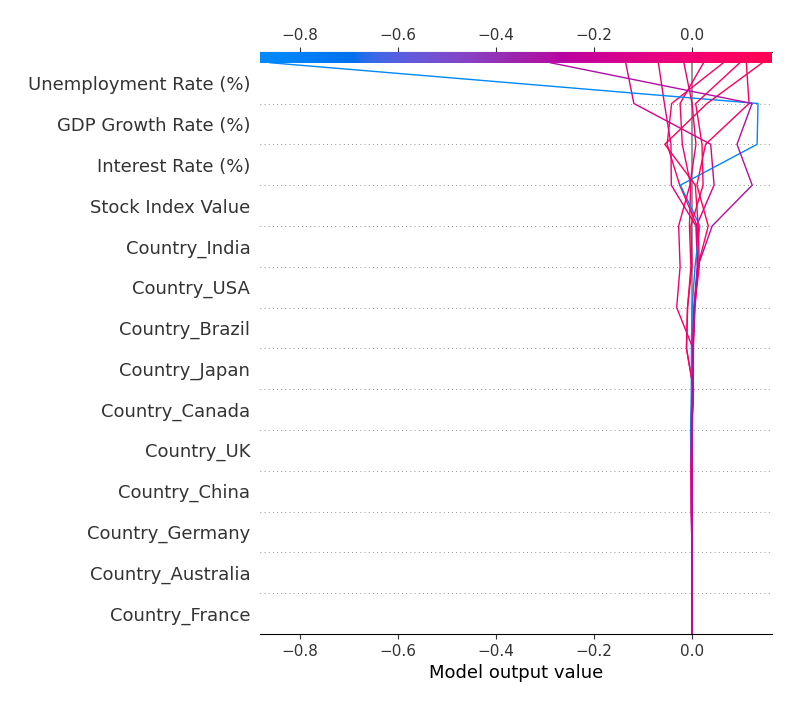 −0.8 −0.6 −0.4 −0.2 0.0
Unemployment Rate (%)
GDP Growth Rate (%)
Interest Rate (%)
Stock Index Value
Country_India
Country_USA
Country_Brazil
Country_Japan
Country_Canada
Country_UK
Country_China
Country_Germany
Country_Australia
Country_France
−0.8 −0.6 −0.4 −0.2 0.0
Model output value